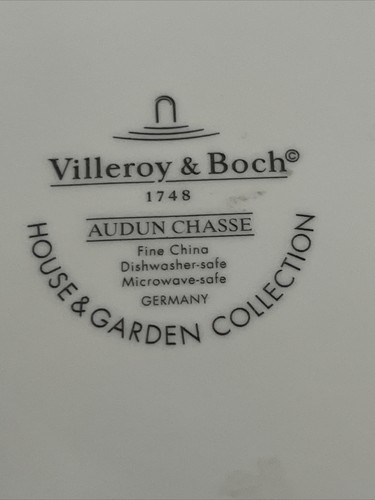 Villeroy & Boch©
1748
AUDUN CHASSE
Fine China
Dishwasher-safe
Microwave-safe
GERMANY
HOUSE & GARDEN COLLECTION